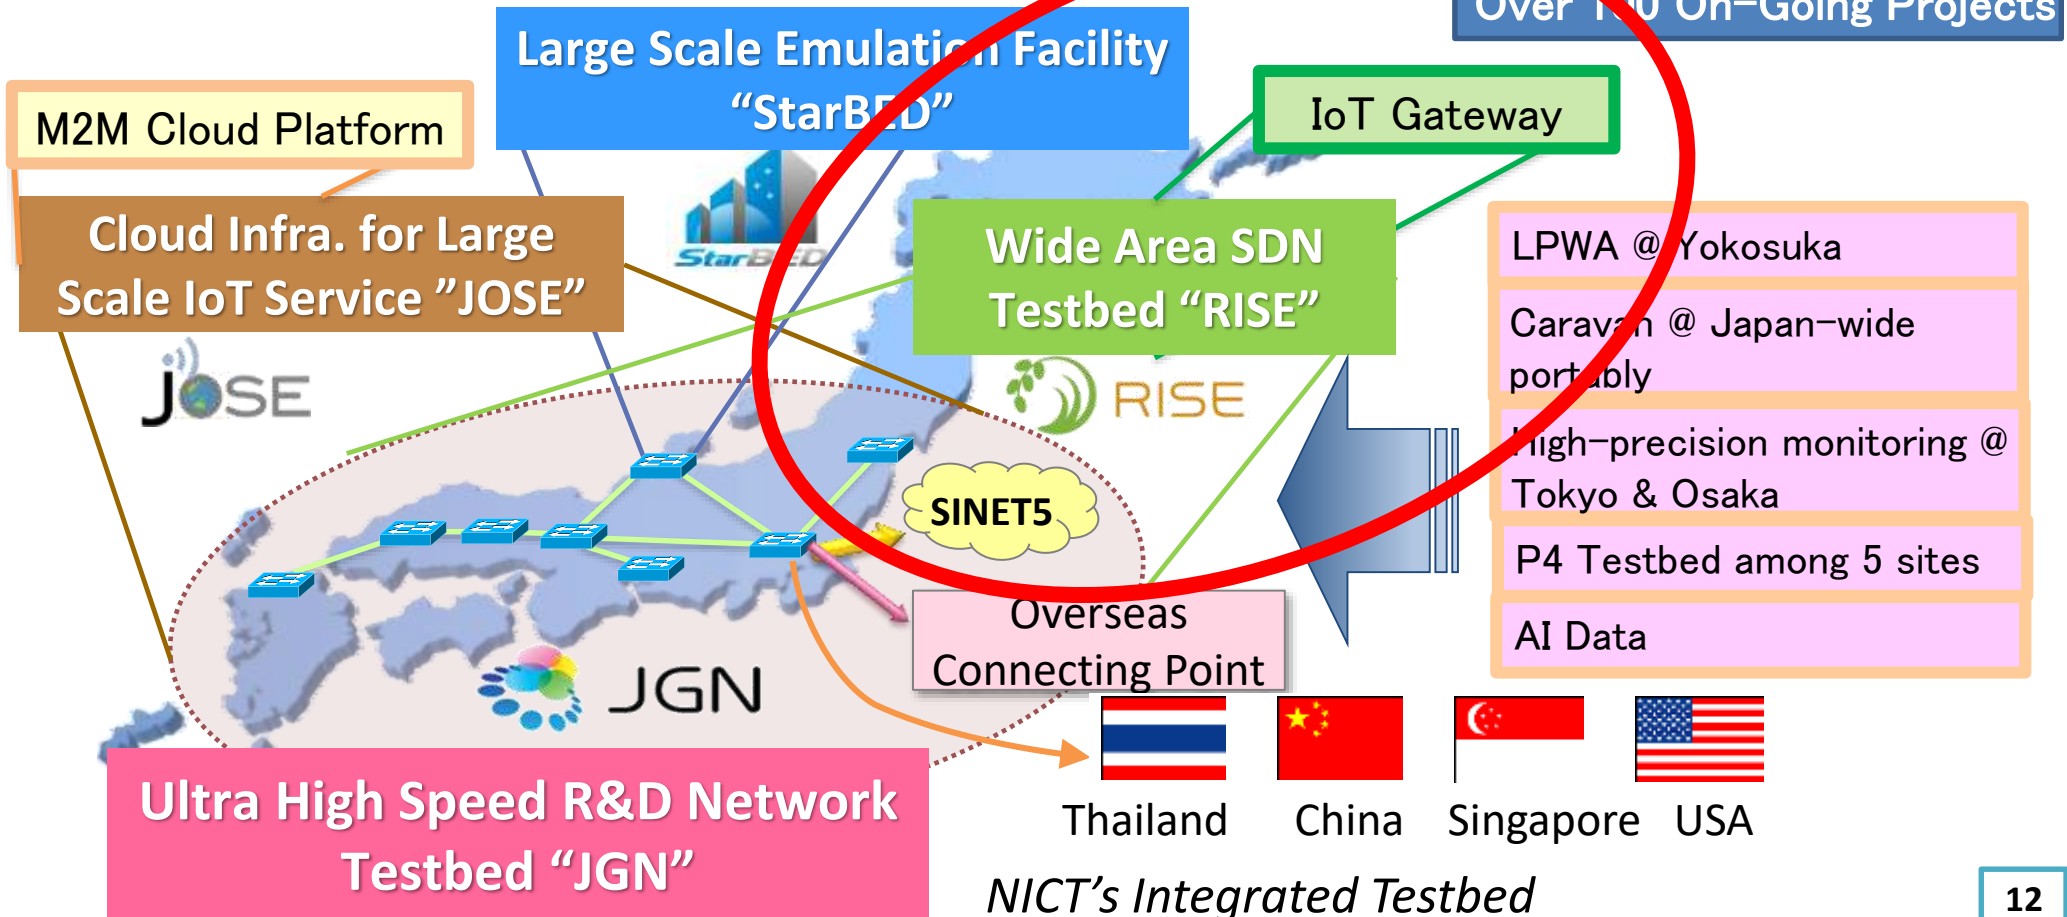 Over 100 On-Going Projects
Large Scale Emulation Facility
“StarBED”
M2M Cloud Platform
IoT Gateway
Cloud Infra. for Large
Scale IoT Service ”JOSE”
StarBED
Wide Area SDN
Testbed “RISE”
LPWA @ Yokosuka
Caravan @ Japan-wide
portably
High-precision monitoring @
Tokyo & Osaka
P4 Testbed among 5 sites
AI Data
JOSE
RISE
SINET5
Overseas
Connecting Point
JGN
Ultra High Speed R&D Network
Testbed “JGN”
Thailand
China
Singapore
USA
NICT’s Integrated Testbed
12